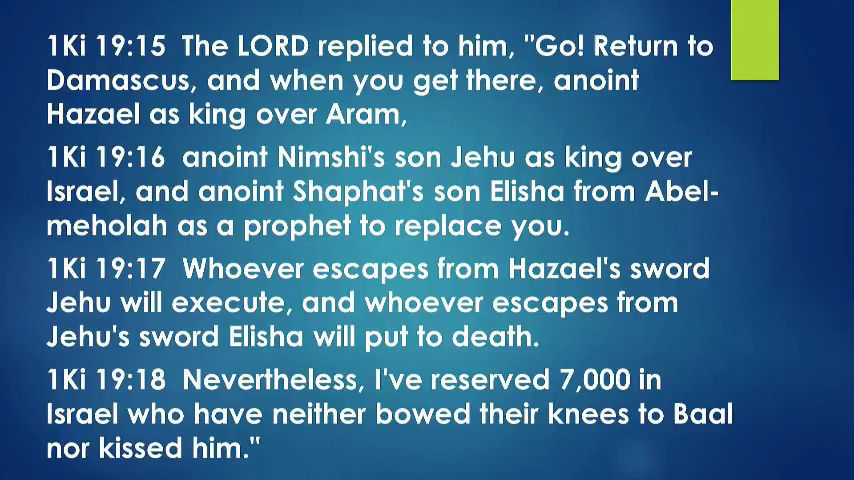 1Ki 19:15  The LORD replied to him, "Go! Return to
Damascus, and when you get there, anoint
Hazael as king over Aram,
1Ki 19:16  anoint Nimshi's son Jehu as king over
Israel, and anoint Shaphat's son Elisha from Abel-
meholah as a prophet to replace you.
1Ki 19:17  Whoever escapes from Hazael's sword
Jehu will execute, and whoever escapes from
Jehu's sword Elisha will put to death.
1Ki 19:18  Nevertheless, I've reserved 7,000 in
Israel who have neither bowed their knees to Baal
nor kissed him."